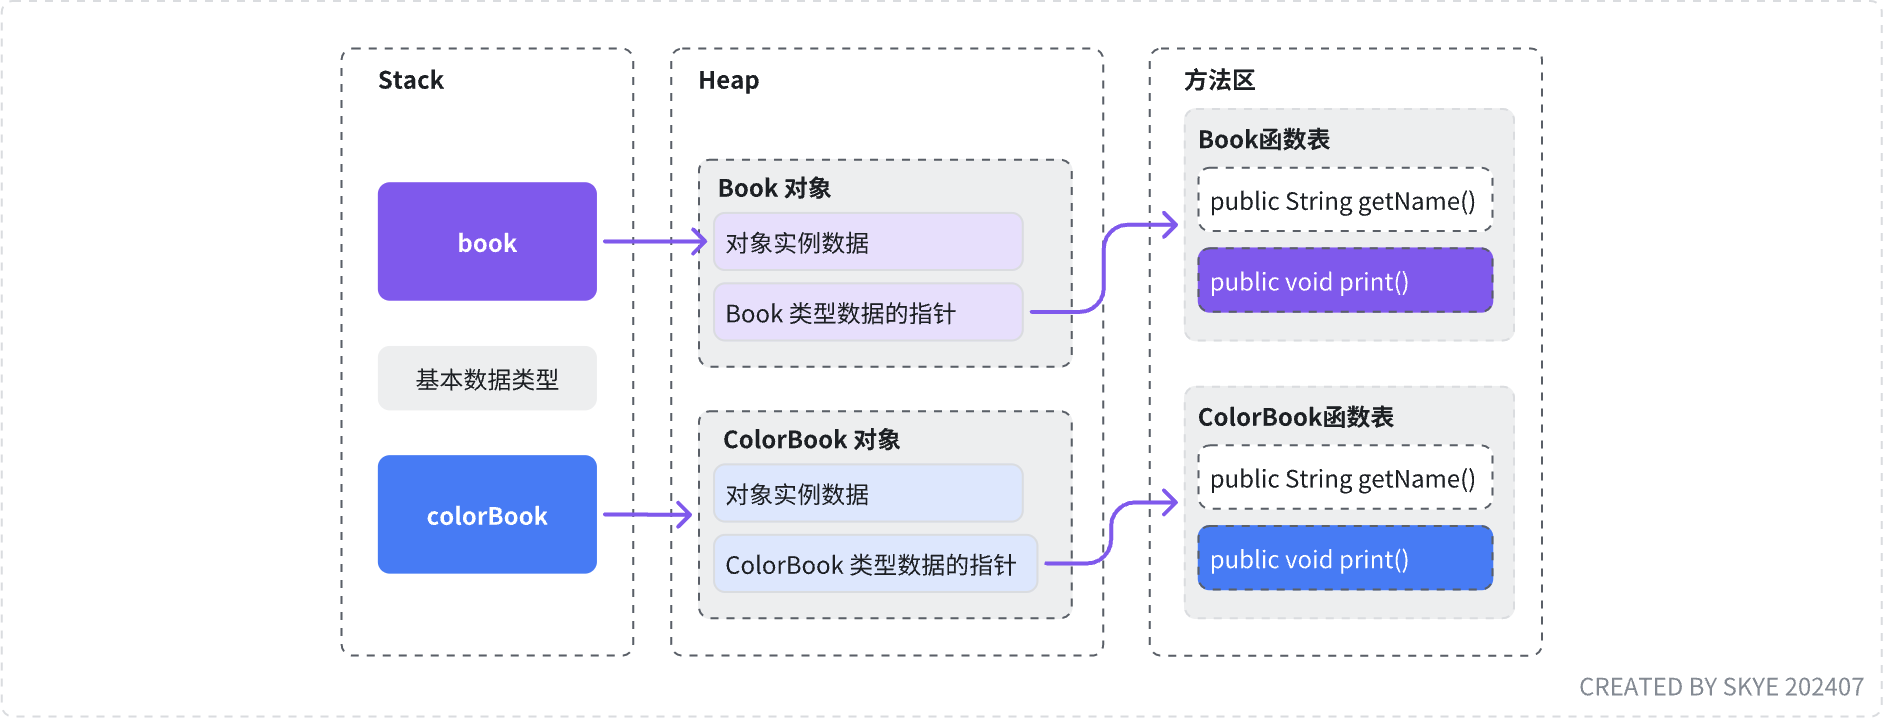 Stack
book
基本数据类型
colorBook
Heap
Book 对象
对象实例数据
Book 类型数据的指针
ColorBook 对象
对象实例数据
ColorBook 类型数据的指针
方法区
Book函数表
public String getName()
public void print()
ColorBook函数表
public String getName()
public void print()
CREATED BY SKYE 202407